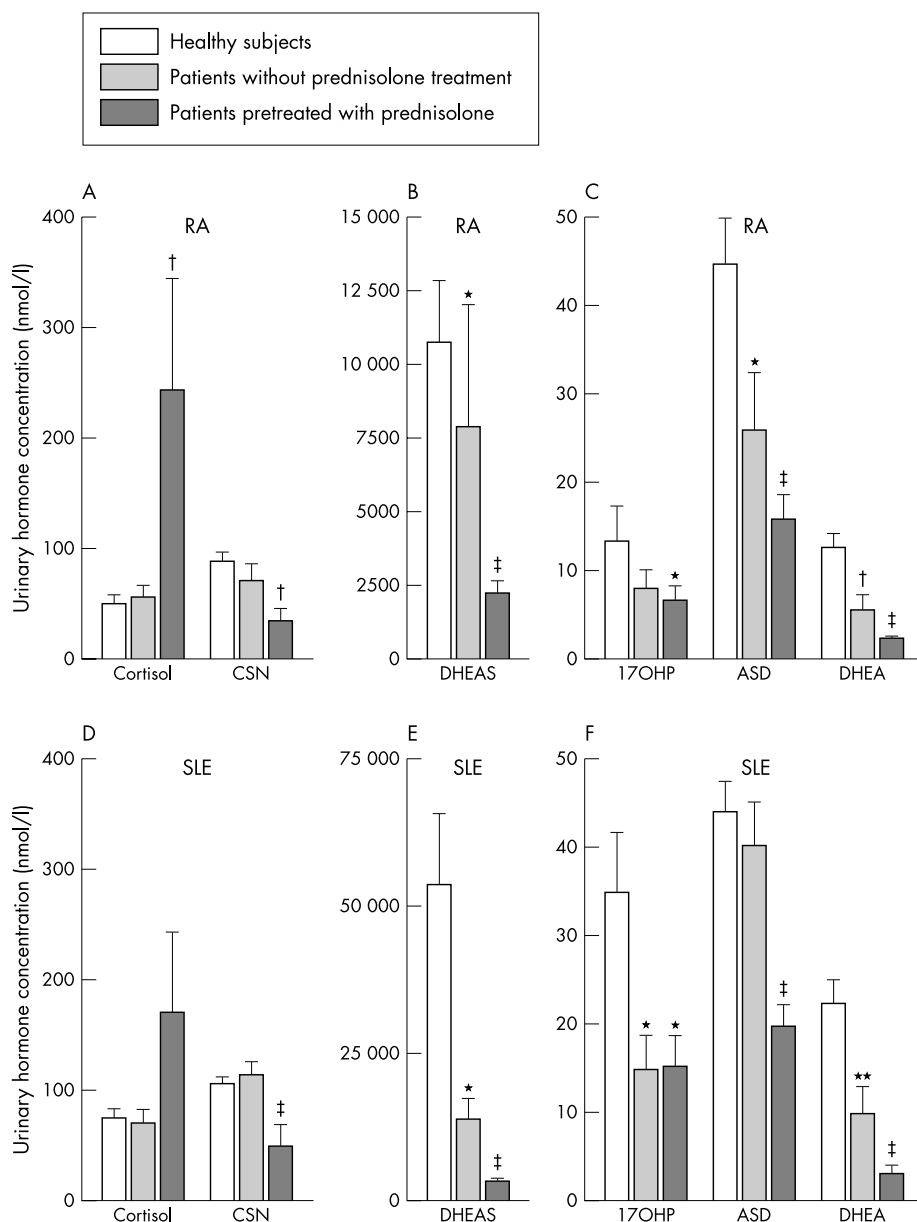 Healthy subjects
Patients without prednisolone treatment
Patients pretreated with prednisolone
A
RA
Urinary hormone concentration (nmol/l)
400
300
200
100
0
†
†
Cortisol
CSN
B
RA
15 000
12 500
10 000
7500
5000
2500
0
★
‡
DHEAS
C
RA
50
40
30
20
10
0
★
★
‡
†
‡
17OHP
ASD
DHEA
D
SLE
Urinary hormone concentration (nmol/l)
400
300
200
100
0
‡
Cortisol
CSN
E
SLE
75 000
50 000
25 000
0
★
‡
DHEAS
F
SLE
50
40
30
20
10
0
★
★
‡
★★
‡
17OHP
ASD
DHEA